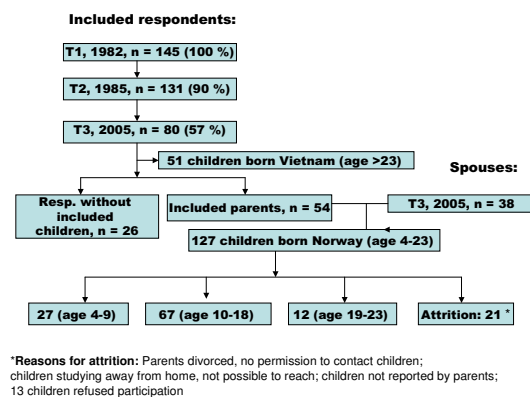 Included respondents:
T1, 1982, n = 145 (100 %)
T2, 1985, n = 131 (90 %)
T3, 2005, n = 80 (57 %)
51 children born Vietnam (age >23)
Spouses:
Resp. without
included
children, n = 26
Included parents, n = 54
T3, 2005, n = 38
127 children born Norway (age 4-23)
27 (age 4-9)
67 (age 10-18)
12 (age 19-23)
Attrition: 21 *
*Reasons for attrition: Parents divorced, no permission to contact children;
children studying away from home, not possible to reach; children not reported by parents;
13 children refused participation